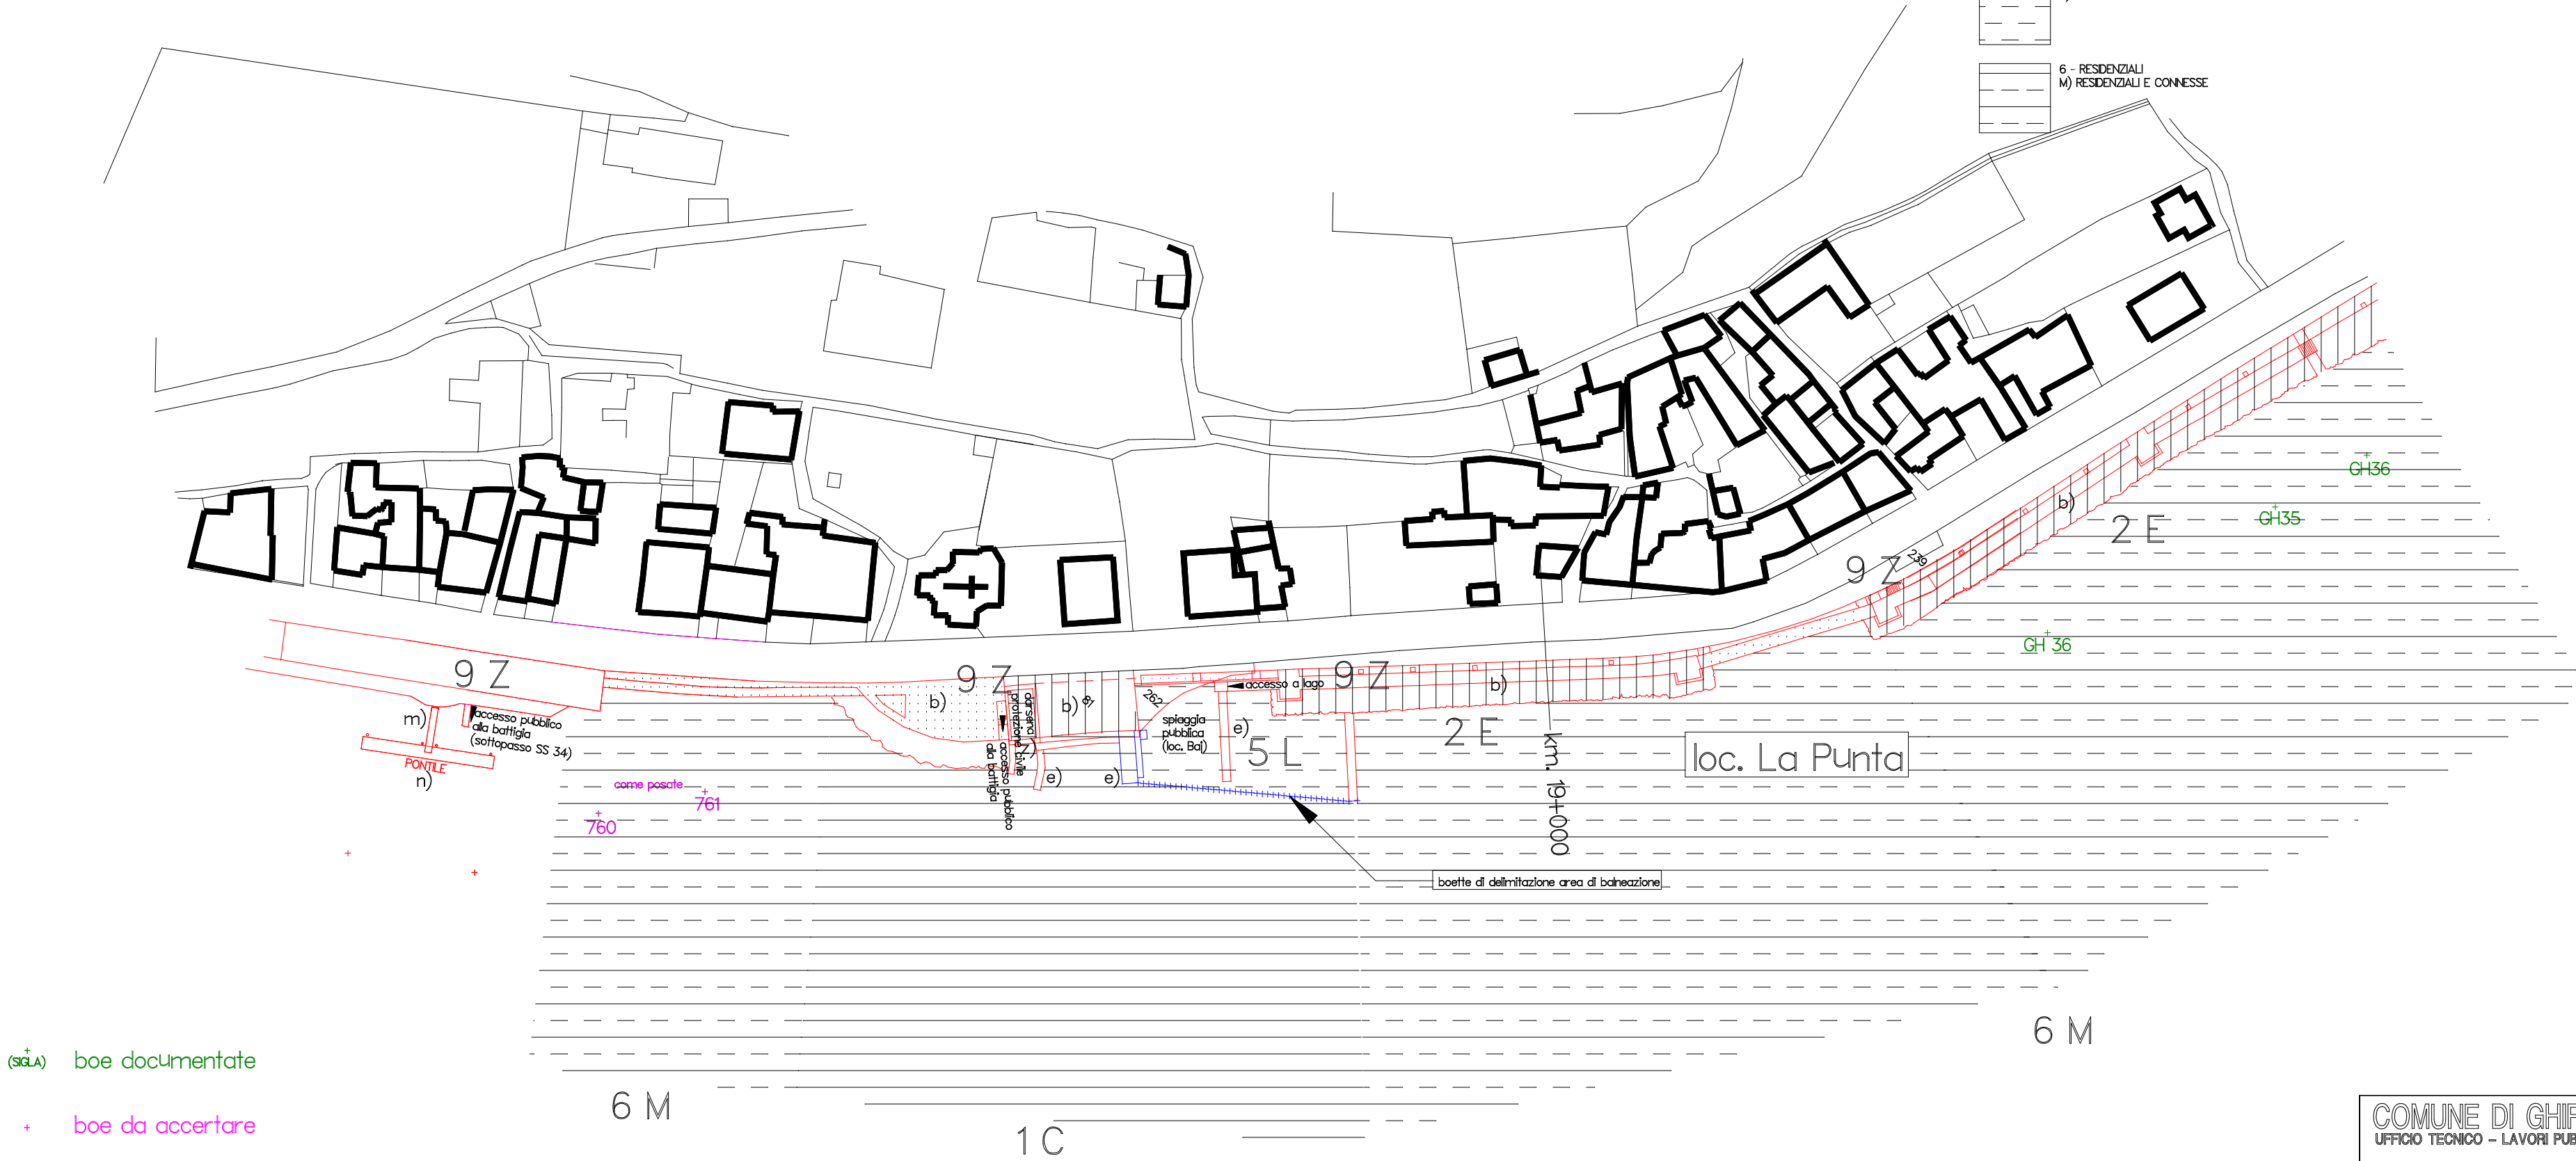 6 - RESIDENZIALI
M) RESIDENZIALI E CONNESSE
GH36
GH35
b)
2 E
239
9 Z
GH 36
9 Z
9 Z
9 Z
accesso a lago
b)
m)
accesso pubblico
alla battigia
(sottopasso SS 34)
PONTILE
n)
b)
darsena
protezione civile
z)
b)
81
262
spiaggia
pubblica
(loc. Bai)
e)
5 L
2 E
km. 19+000
loc. La Punta
accesso pubblico
alla battigia
e)
e)
come posate
761
760
boette di delimitazione area di balneazione
6 M
(SIGLA) boe documentate
6 M
boe da accertare
1 C
COMUNE DI GHIF
UFFICIO TECNICO - LAVORI PUB